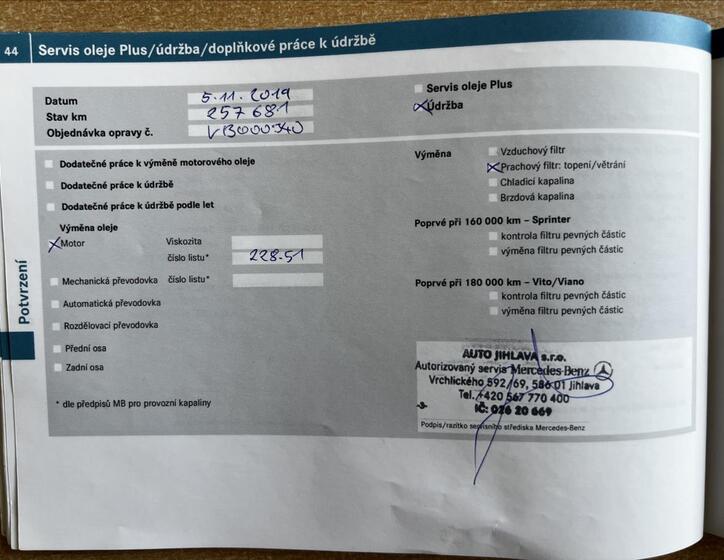 44 Servis oleje Plus/údržba/doplňkové práce k údržbě
Datum 5.11.2019
Stav km 257 681
Objednávka opravy č. VB000340
Servis oleje Plus
Údržba
Dodatečné práce k výměně motorového oleje
Dodatečné práce k údržbě
Dodatečné práce k údržbě podle let
Výměna oleje
Motor Viskozita
číslo listu* 228.51
Mechanická převodovka číslo listu*
Automatická převodovka
Rozdělovací převodovka
Přední osa
Zadní osa
* dle předpisů MB pro provozní kapaliny
Výměna Vzduchový filtr
Prachový filtr: topení/větrání
Chladicí kapalina
Brzdová kapalina
Poprvé při 160 000 km – Sprinter
kontrola filtru pevných částic
výměna filtru pevných částic
Poprvé při 180 000 km – Vito/Viano
kontrola filtru pevných částic
výměna filtru pevných částic
AUTO JIHLAVA s.r.o.
Autorizovaný servis Mercedes-Benz
Vrchlického 592/69, 586 01 Jihlava
Tel. +420 567 770 400
IČ: 026 20 669
Podpis/razítko servisního střediska Mercedes-Benz
Potvrzení